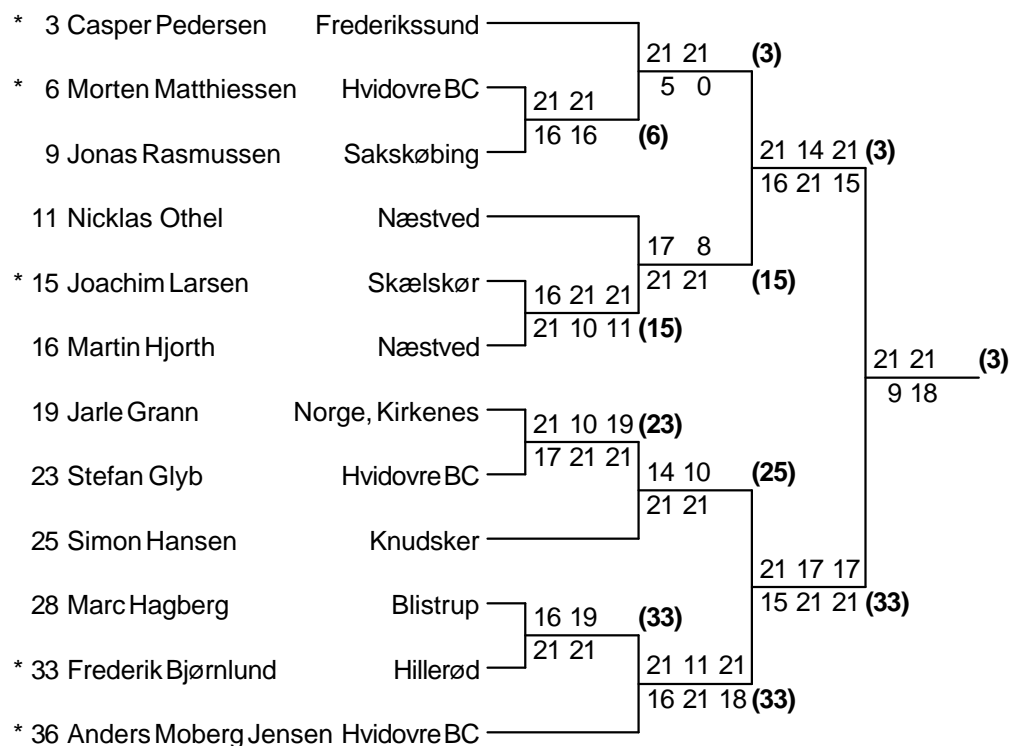 * 3 Casper Pedersen Frederikssund
21 21 (3)
* 6 Morten Matthiessen Hvidovre BC 5 0
21 21
16 16 (6)
9 Jonas Rasmussen Sakskøbing 21 14 21 (3)
16 21 15
11 Nicklas Othel Næstved
17 8
* 15 Joachim Larsen Skælskør 21 21 (15)
16 21 21
21 10 11 (15)
16 Martin Hjorth Næstved
21 21 (3)
9 18
19 Jarle Grann Norge, Kirkenes
21 10 19 (23)
17 21 21
23 Stefan Glyb Hvidovre BC 14 10 (25)
21 21
25 Simon Hansen Knudsker
21 17 17
28 Marc Hagberg Blistrup 15 21 21 (33)
16 19 (33)
21 21
* 33 Frederik Bjørnlund Hillerød 21 11 21
16 21 18 (33)
* 36 Anders Moberg Jensen Hvidovre BC